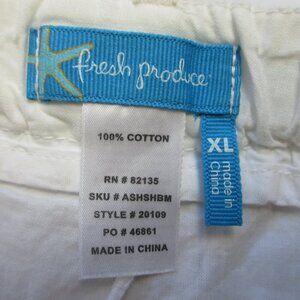 fresh produce
100% COTTON
RN # 82135
SKU # ASHSHBM
STYLE # 20109
PO # 46861
MADE IN CHINA
XL
made in
China